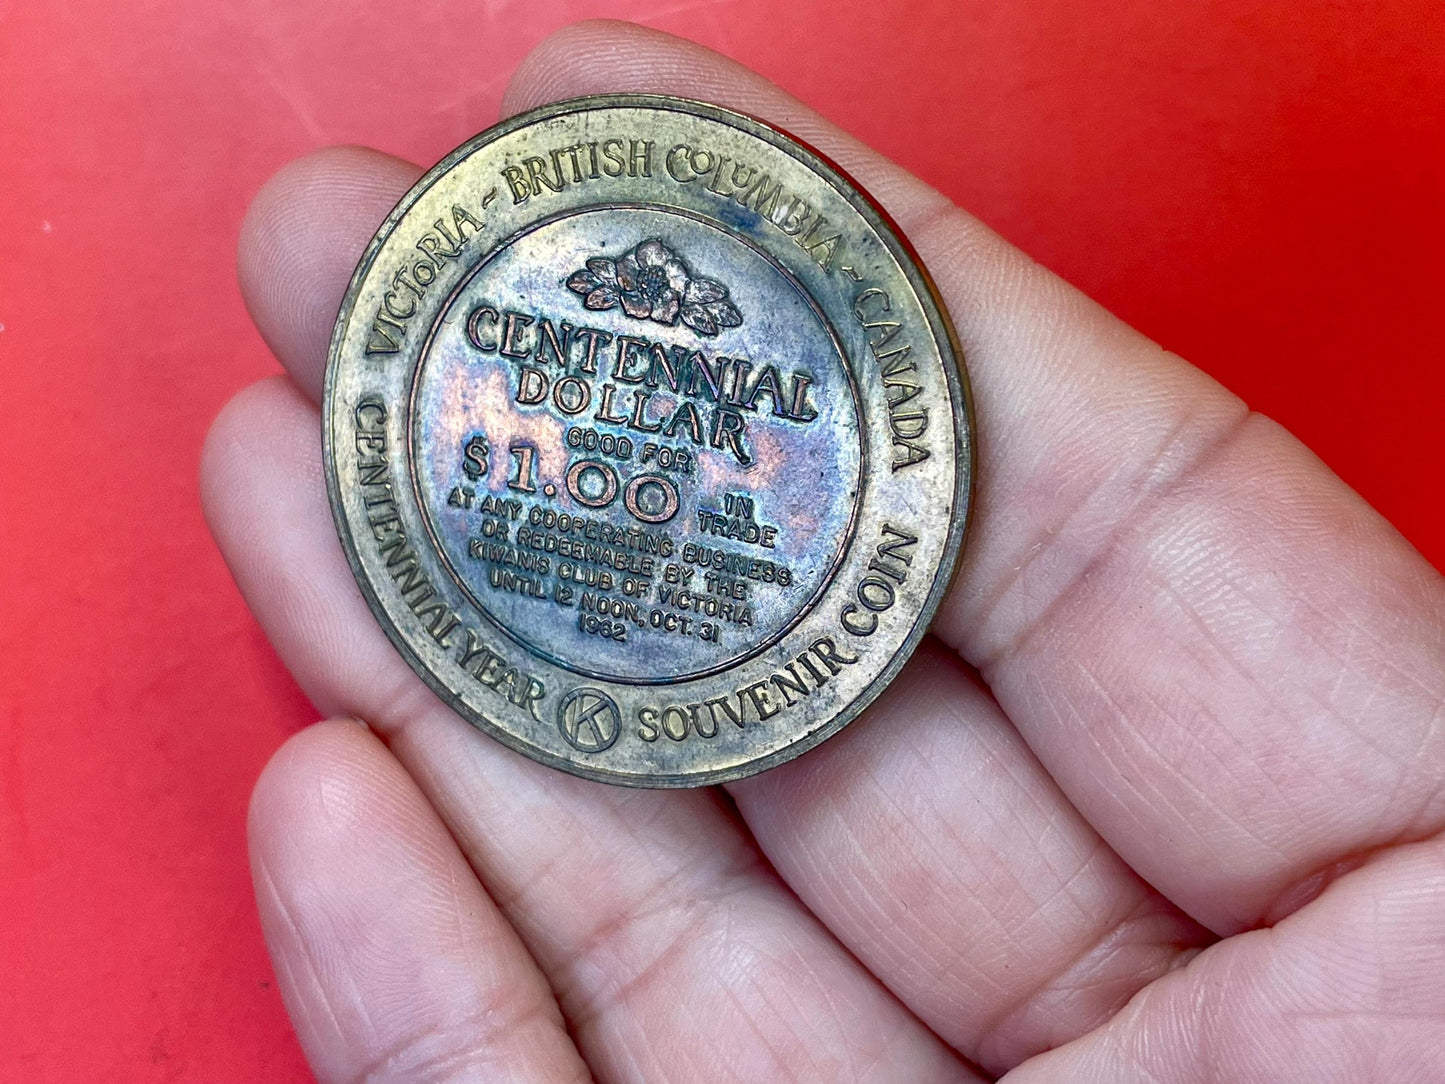 VICTORIA - BRITISH COLUMBIA - CANADA
CENTENNIAL
DOLLAR
GOOD FOR
$1.00 IN
TRADE
AT ANY COOPERATING BUSINESS
OR REDEEMABLE BY THE
KIWANIS CLUB OF VICTORIA
UNTIL 12 NOON, OCT. 31
1962
CENTENNIAL YEAR K SOUVENIR COIN